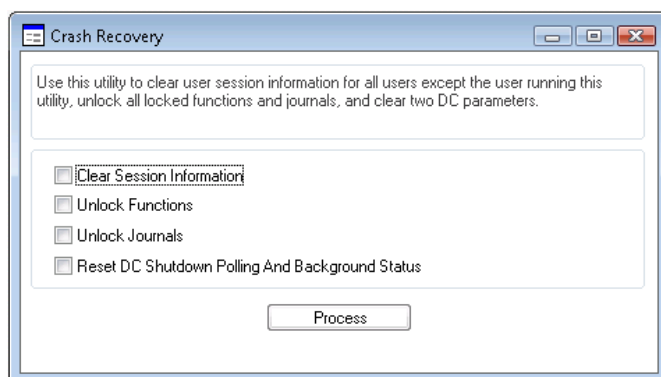 Crash Recovery
Use this utility to clear user session information for all users except the user running this
utility, unlock all locked functions and journals, and clear two DC parameters.
Clear Session Information
Unlock Functions
Unlock Journals
Reset DC Shutdown Polling And Background Status
Process